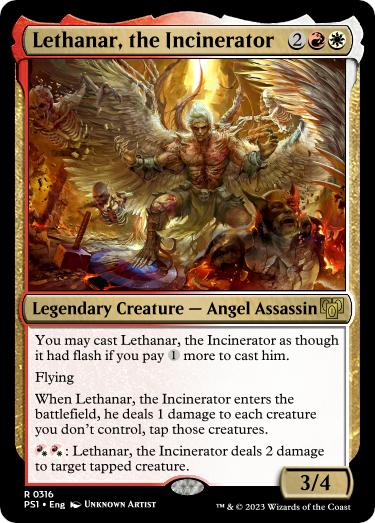 Lethanar, the Incinerator 2
Legendary Creature — Angel Assassin
You may cast Lethanar, the Incinerator as though
it had flash if you pay 1 more to cast him.
Flying
When Lethanar, the Incinerator enters the
battlefield, he deals 1 damage to each creature
you don't control, tap those creatures.
: Lethanar, the Incinerator deals 2 damage
to target tapped creature.
3/4
R 0316
PS1 • Eng Unknown Artist
™ & © 2023 Wizards of the Coast